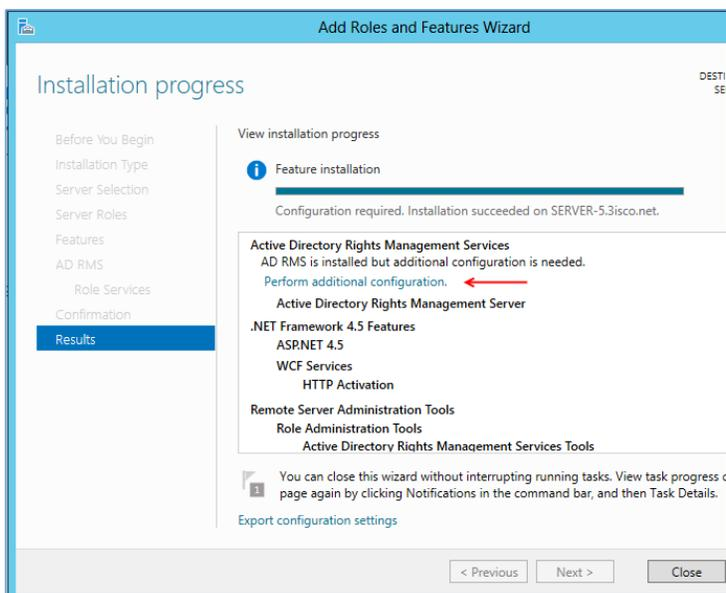 Add Roles and Features Wizard
Installation progress
DESTI
SE
Before You Begin
Installation Type
Server Selection
Server Roles
Features
AD RMS
Role Services
Confirmation
Results
View installation progress
Feature installation
Configuration required. Installation succeeded on SERVER-5.3isco.net.
Active Directory Rights Management Services
AD RMS is installed but additional configuration is needed.
Perform additional configuration.
Active Directory Rights Management Server
.NET Framework 4.5 Features
ASP.NET 4.5
WCF Services
HTTP Activation
Remote Server Administration Tools
Role Administration Tools
Active Directory Rights Management Services Tools
1
You can close this wizard without interrupting running tasks. View task progress
page again by clicking Notifications in the command bar, and then Task Details.
Export configuration settings
< Previous
Next >
Close